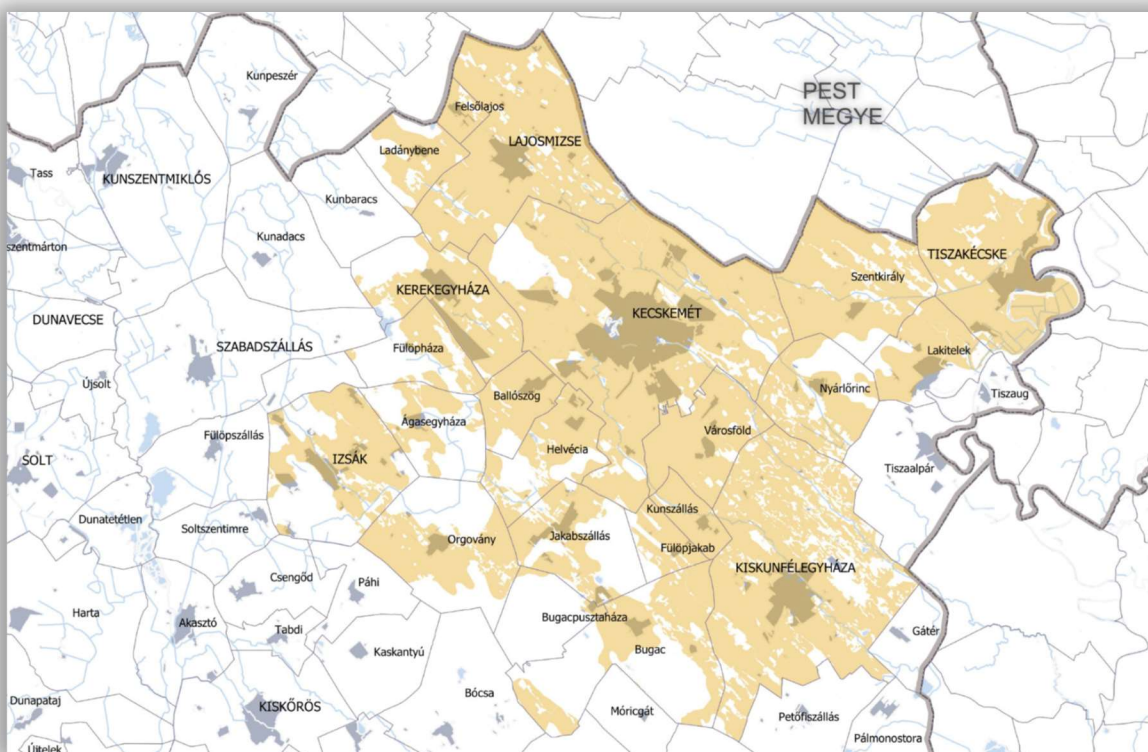 Kunpeszér
PEST
MEGYE
Felsőlajos
LAJOSMIZSE
Ladánybene
Tass
KUNSZENTMIKLÓS
Kunbaracs
szentmárton
Kunadacs
TISZAKÉCSKE
Szentkirály
KEREKEGYHÁZA
KECSKEMÉT
DUNAVECSE
SZABADSZÁLLÁS
Fülöpháza
Lakitelek
Újsolt
Nyárlőrinc
Tiszaug
Ballószög
Ágasegyháza
Városföld
Fülöpszállás
Helvécia
SOLT
IZSÁK
Tiszaalpár
Kunszállás
Dunatetétlen
Soltszentimre
Orgovány
Jakabszállás
Fülöpjakab
KISKUNFÉLEGYHÁZA
Csengőd
Páhi
Harta
Akasztó
Tabdi
Bugacpusztaháza
Gátér
Kaskantyú
Bugac
Bócsa
Dunapataj
KISKŐRÖS
Móricgát
Petőfiszállás
Pálmonostora
Újtelek